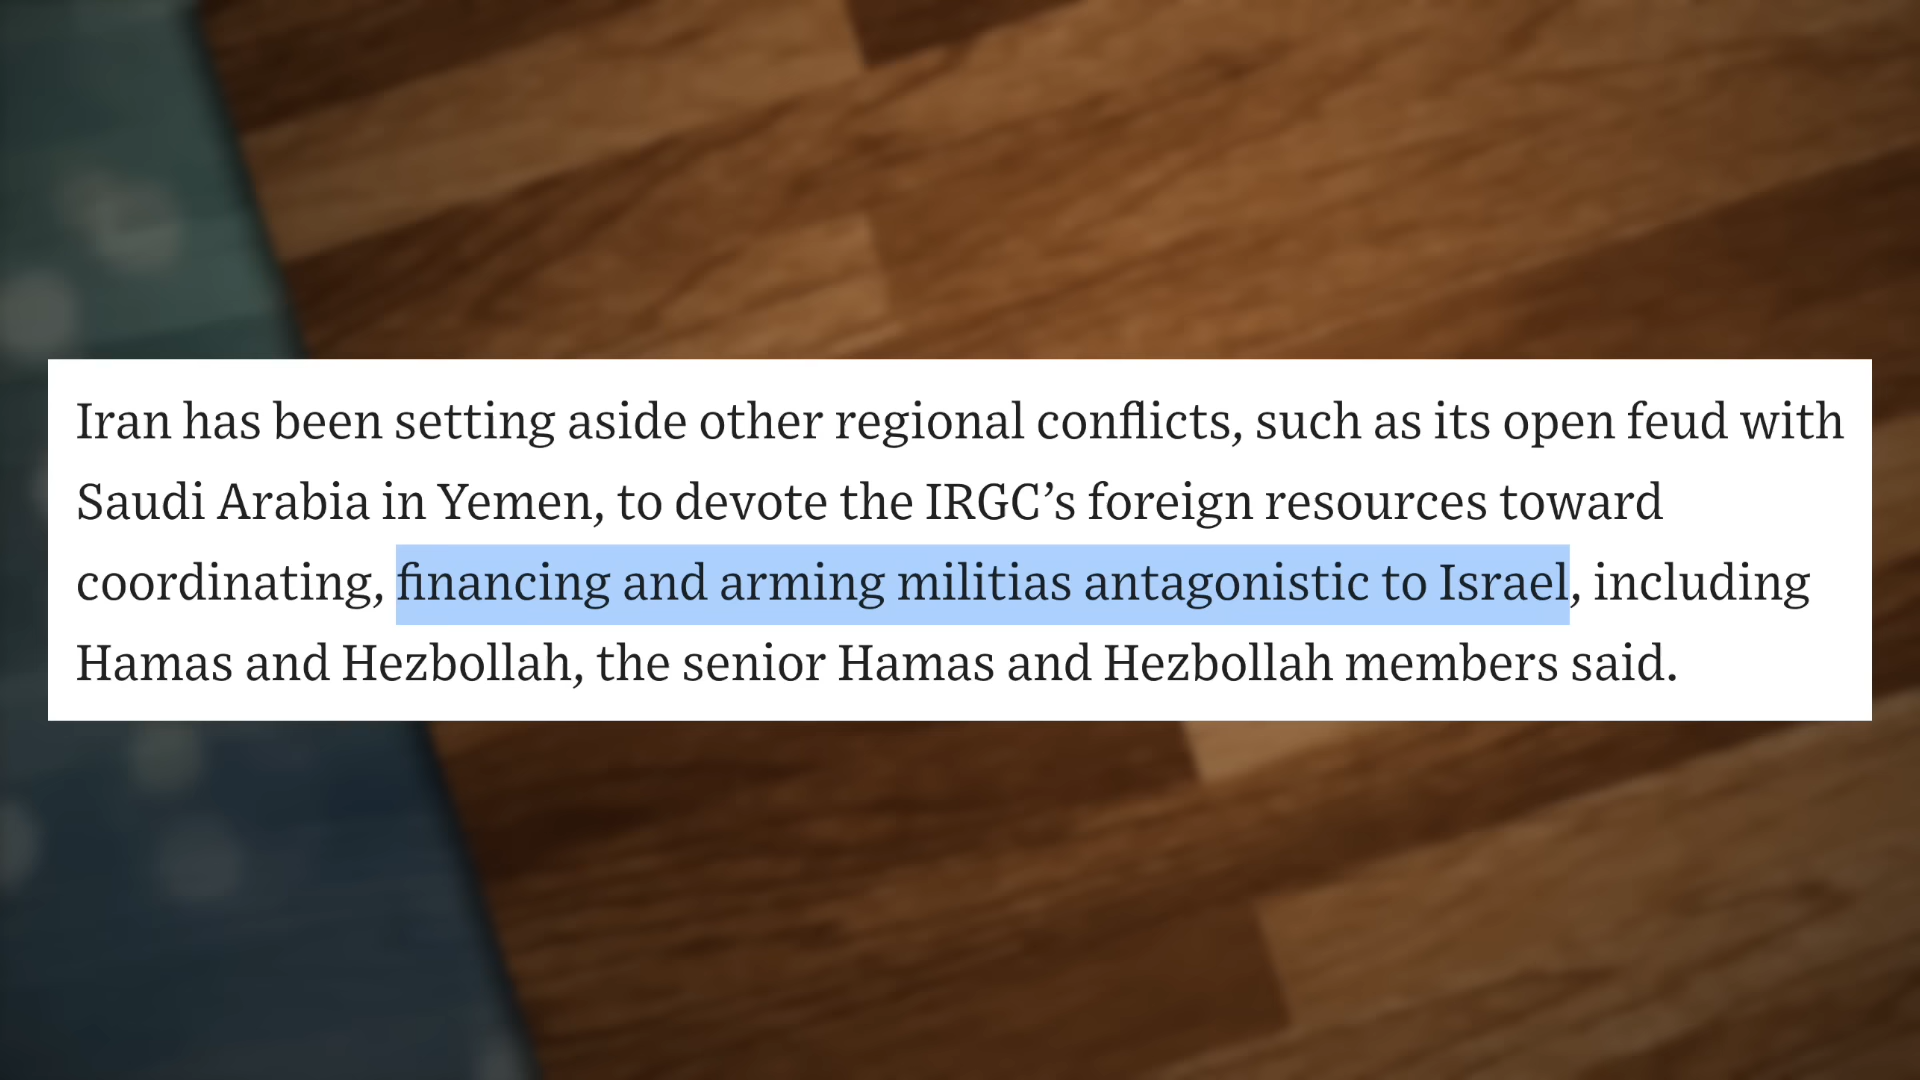 Iran has been setting aside other regional conflicts, such as its open feud with
Saudi Arabia in Yemen, to devote the IRGC’s foreign resources toward
coordinating, financing and arming militias antagonistic to Israel, including
Hamas and Hezbollah, the senior Hamas and Hezbollah members said.